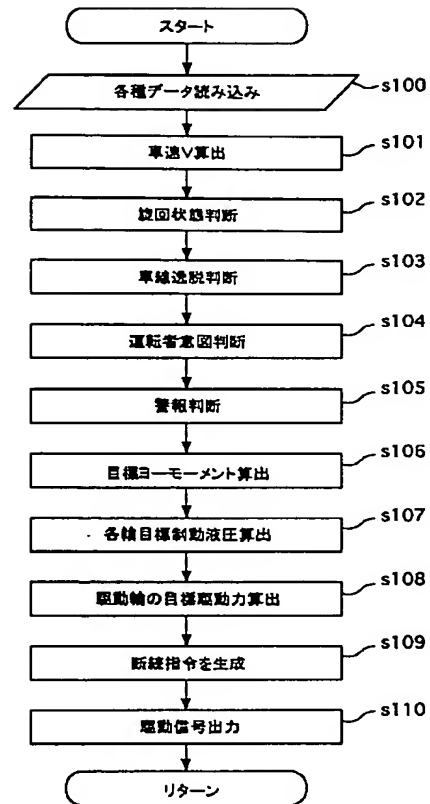 スタート
各種データ読み込み
s100
車速V算出
s101
旋回状態判断
s102
車線逸脱判断
s103
運転者意図判断
s104
警報判断
s105
目標ヨーモーメント算出
s106
各輪目標制動液圧算出
s107
駆動輪の目標駆動力算出
s108
断続指令を生成
s109
駆動信号出力
s110
リターン